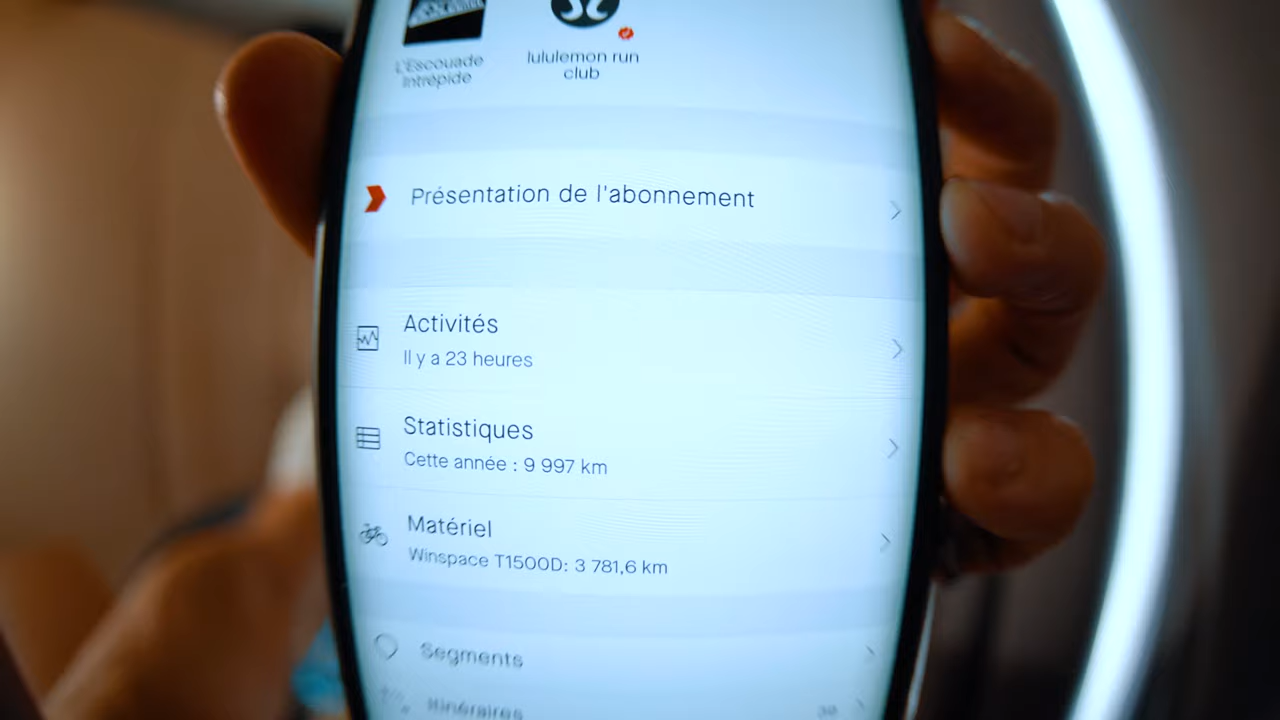 L'Escouade
Intrépide
lululemon run
club
Présentation de l'abonnement
Activités
Il y a 23 heures
Statistiques
Cette année : 9 997 km
Matériel
Winspace T1500D: 3 781,6 km
Segments
Itinéraires